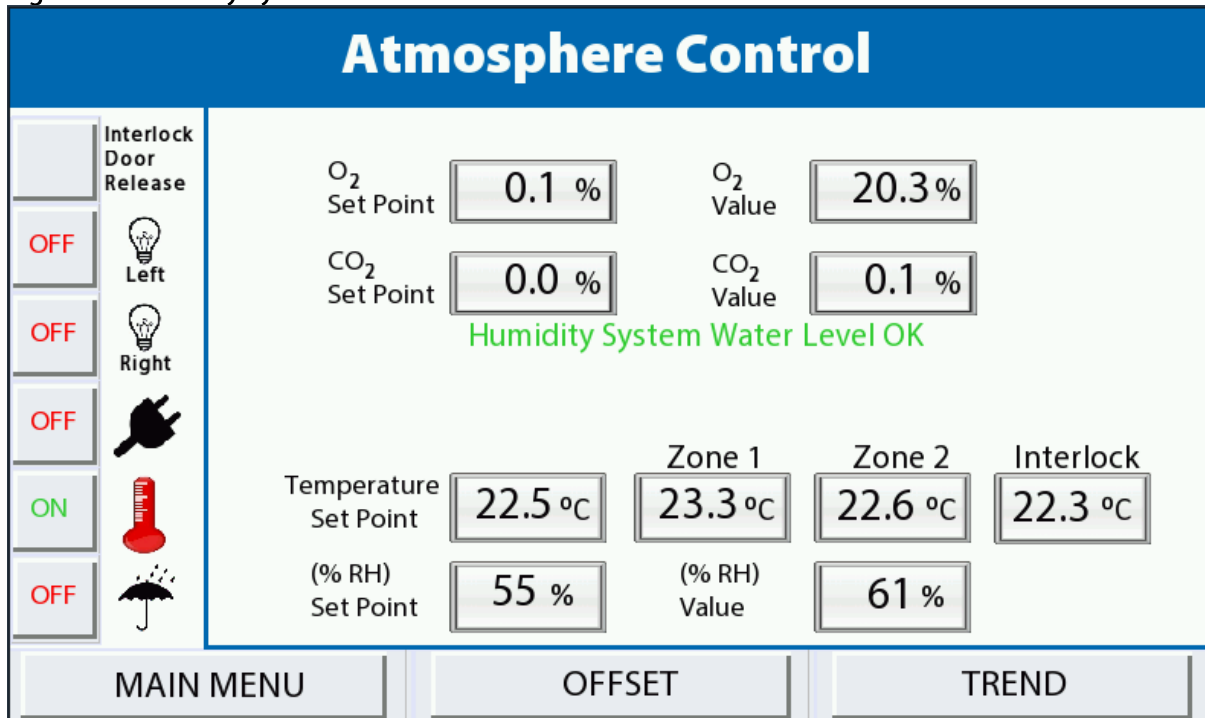 Atmosphere Control
Interlock
Door
Release
OFF
Left
OFF
Right
OFF
ON
OFF
O2
Set Point
0.1 %
O2
Value
20.3 %
CO2
Set Point
0.0 %
CO2
Value
0.1 %
Humidity System Water Level OK
Zone 1
Zone 2
Interlock
Temperature
Set Point
22.5 ºC
23.3 ºC
22.6 ºC
22.3 ºC
(% RH)
Set Point
55 %
(% RH)
Value
61 %
MAIN MENU
OFFSET
TREND